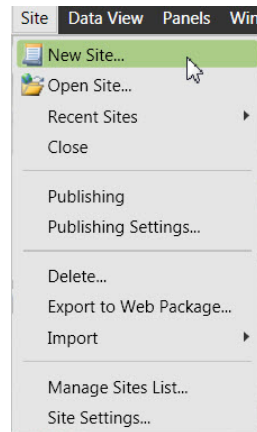 Site Data View Panels
New Site...
Open Site...
Recent Sites
Close
Publishing
Publishing Settings...
Delete...
Export to Web Package...
Import
Manage Sites List...
Site Settings...